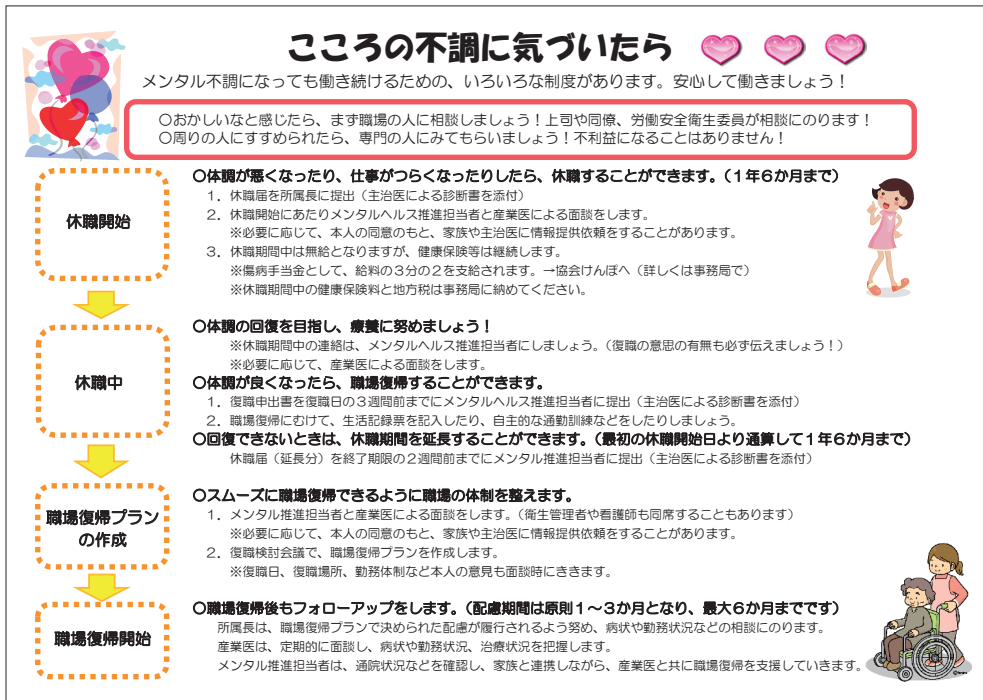 こころの不調に気づいたら
メンタル不調になっても働き続けるための、いろいろな制度があります。安心して働きましょう！
○おかしいなと感じたら、まず職場の人に相談しましょう！上司や同僚、労働安全衛生委員が相談にのります！
○周りの人にすすめられたら、専門の人にみてもらいましょう！不利益になることはありません！
休職開始
○体調が悪くなったり、仕事がつらくなったりしたら、休職することができます。（１年６か月まで）
１．休職届を所属長に提出（主治医による診断書を添付）
２．休職開始にあたりメンタルヘルス推進担当者と産業医による面談をします。
※必要に応じて、本人の同意のもと、家族や主治医に情報提供依頼をすることがあります。
３．休職期間中は無給となりますが、健康保険等は継続します。
※傷病手当金として、給料の３分の２を支給されます。→協会けんぽへ（詳しくは事務局で）
※休職期間中の健康保険料と地方税は事務局に納めてください。
休職中
○体調の回復を目指し、療養に努めましょう！
※休職期間中の連絡は、メンタルヘルス推進担当者にしましょう。（復職の意思の有無も必ず伝えましょう！）
※必要に応じて、産業医による面談をします。
○体調が良くなったら、職場復帰することができます。
１．復職申出書を復職日の３週間前までにメンタルヘルス推進担当者に提出（主治医による診断書を添付）
２．職場復帰にむけて、生活記録票を記入したり、自主的な通勤訓練などをしたりしましょう。
○回復できないときは、休職期間を延長することができます。（最初の休職開始日より通算して１年６か月まで）
休職届（延長分）を終了期限の２週間前までにメンタル推進担当者に提出（主治医による診断書を添付）
職場復帰プラン
の作成
○スムーズに職場復帰できるように職場の体制を整えます。
１．メンタル推進担当者と産業医による面談をします。（衛生管理者や看護師も同席することもあります）
※必要に応じて、本人の同意のもと、家族や主治医に情報提供依頼をすることがあります。
２．復職検討会議で、職場復帰プランを作成します。
※復職日、復職場所、勤務体制など本人の意見も面談時にききます。
職場復帰開始
○職場復帰後もフォローアップをします。（配慮期間は原則１～３か月となり、最大６か月までです）
所属長は、職場復帰プランで決められた配慮が履行されるよう努め、病状や勤務状況などの相談にのります。
産業医は、定期的に面談し、病状や勤務状況、治療状況を把握します。
メンタル推進担当者は、通院状況などを確認し、家族と連携しながら、産業医と共に職場復帰を支援していきます。